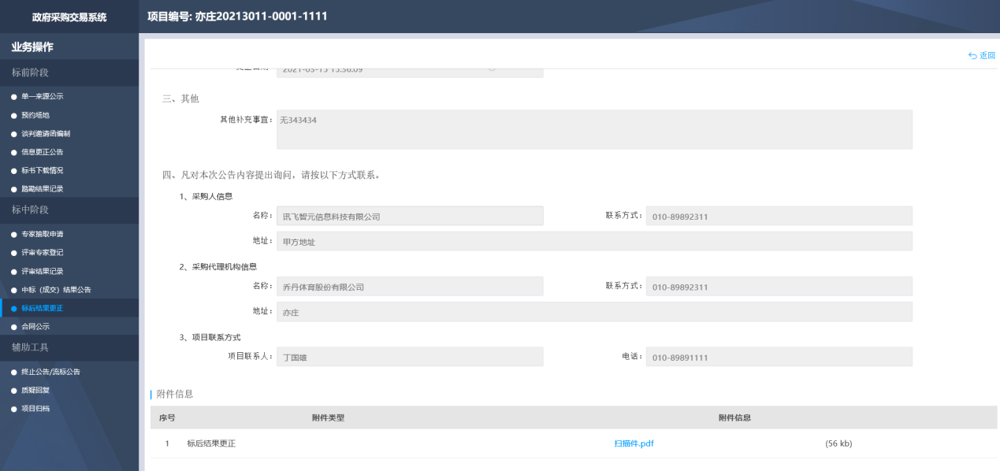 政府采购交易系统
项目编号: 亦庄20213011-0001-1111
业务操作
标前阶段
单一来源公示
预约场地
谈判邀请函编制
信息更正公告
标书下载情况
踏勘结果记录
标中阶段
专家抽取申请
评审专家登记
评审结果记录
中标（成交）结果公告
标后结果更正
合同公示
辅助工具
终止公告/流标公告
质疑回复
项目归档
返回
2021-03-15 15:36:09
三、其他
其他补充事宜： 无343434
四、凡对本次公告内容提出询问，请按以下方式联系。
1、采购人信息
名称： 讯飞智元信息科技有限公司 联系方式： 010-89892311
地址： 甲方地址
2、采购代理机构信息
名称： 乔丹体育股份有限公司 联系方式： 010-89892311
地址： 亦庄
3、项目联系方式
项目联系人： 丁国雄 电话： 010-89891111
附件信息
序号 附件类型 附件信息
1 标后结果更正 扫描件.pdf (56 kb)